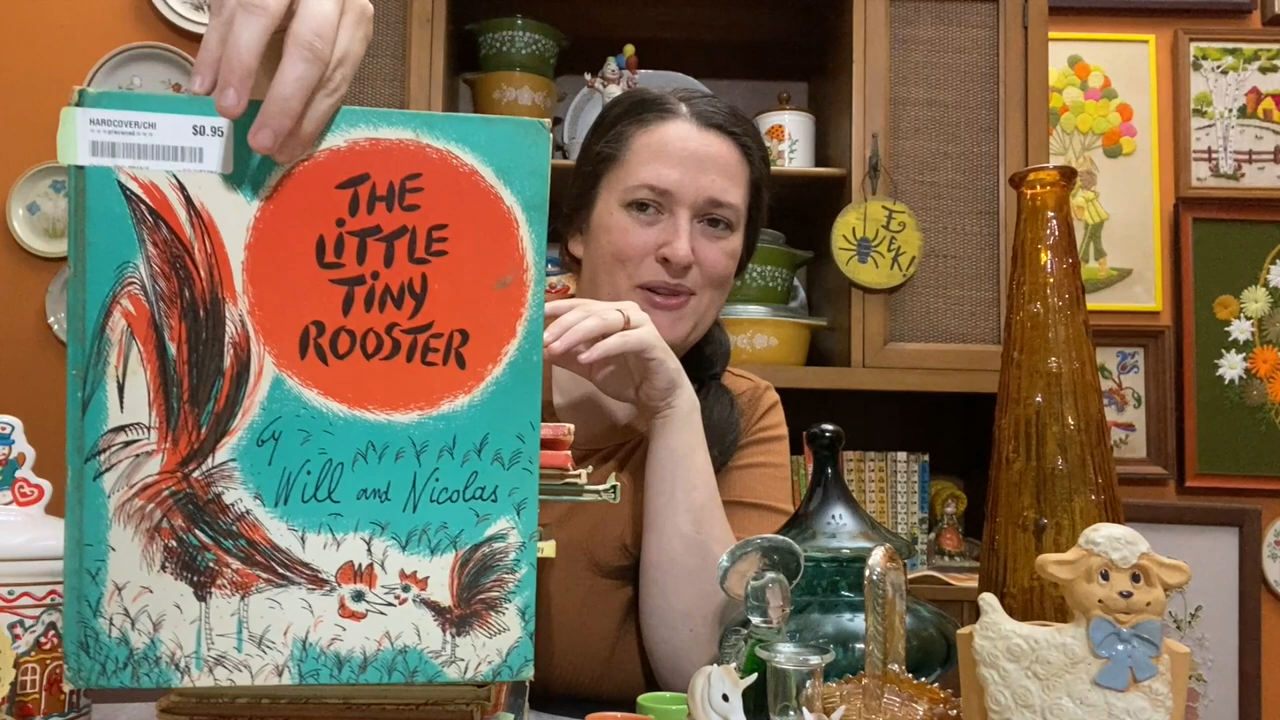 HARDCOVER/CHI
$0.95
THE
LiTTLE
TiNY
ROOSTER
by
Will and Nicolas
EEK!